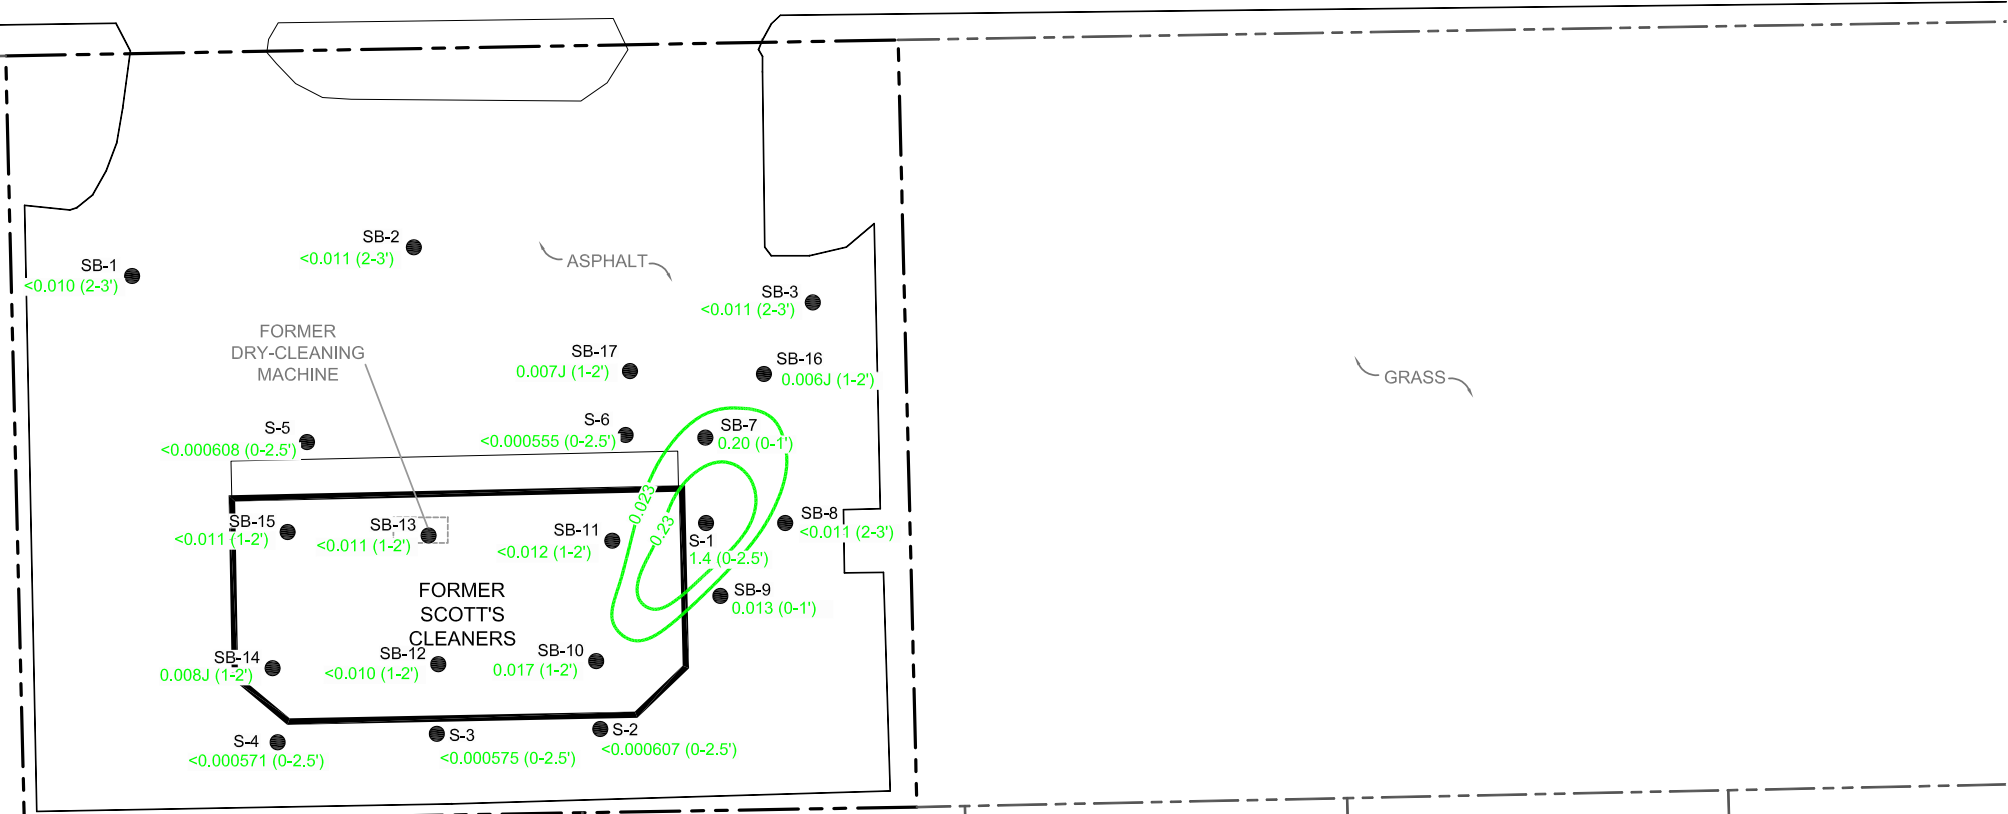 SB-2
<0.011 (2-3')
SB-1
<0.010 (2-3')
ASPHALT
SB-3
<0.011 (2-3')
FORMER
DRY-CLEANING
MACHINE
SB-17
0.007J (1-2')
SB-16
0.006J (1-2')
GRASS
S-5
<0.000608 (0-2.5')
S-6
<0.000555 (0-2.5')
SB-7
0.20 (0-1')
0.023
0.23
SB-15
<0.011 (1-2')
SB-13
<0.011 (1-2')
SB-11
<0.012 (1-2')
S-1
1.4 (0-2.5')
SB-8
<0.011 (2-3')
FORMER
SCOTT'S
CLEANERS
SB-9
0.013 (0-1')
SB-14
0.008J (1-2')
SB-12
<0.010 (1-2')
SB-10
0.017 (1-2')
S-4
<0.000571 (0-2.5')
S-3
<0.000575 (0-2.5')
S-2
<0.000607 (0-2.5')